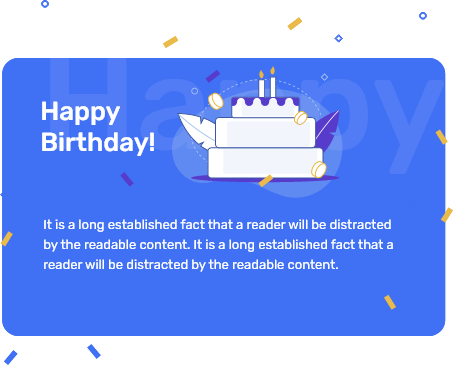 Happy
Happy
Birthday!
It is a long established fact that a reader will be distracted
by the readable content. It is a long established fact that a
reader will be distracted by the readable content.